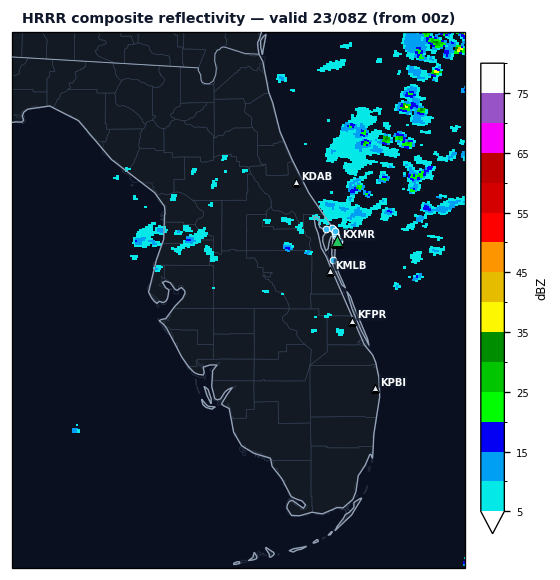 HRRR composite reflectivity — valid 23/08Z (from 00z)
KDAB
KXMR
KMLB
KFPR
KPBI
75
65
55
45
35
25
15
5
dBZ